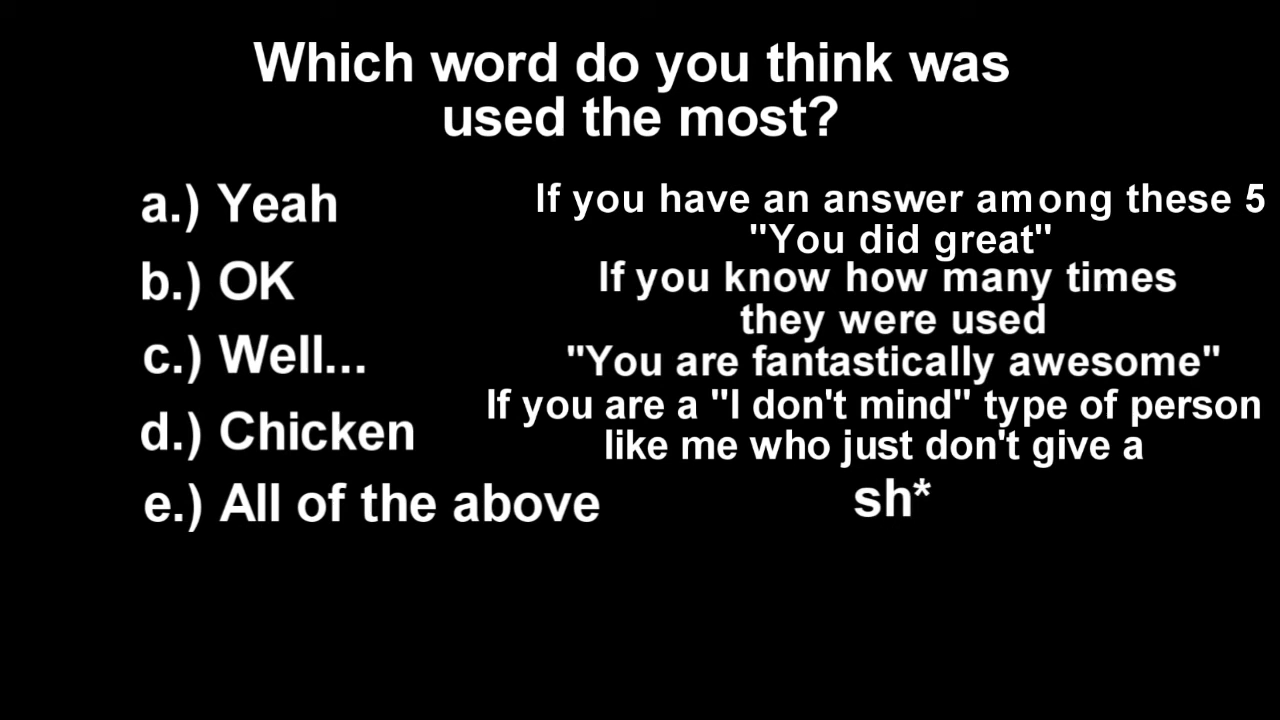 Which word do you think was
used the most?
a.) Yeah
b.) OK
c.) Well...
d.) Chicken
e.) All of the above
If you have an answer among these 5
"You did great"
If you know how many times
they were used
"You are fantastically awesome"
If you are a "I don't mind" type of person
like me who just don't give a
sh*